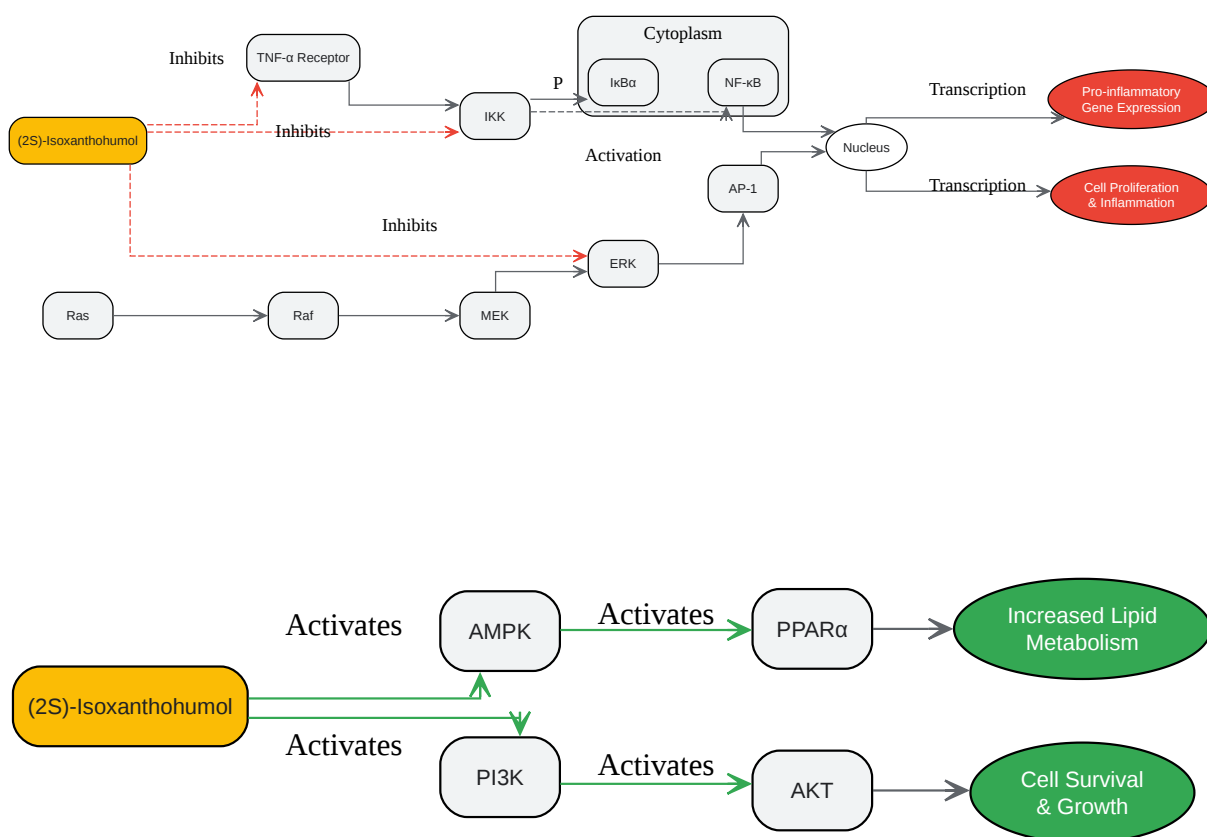 Cytoplasm
Inhibits
TNF-α Receptor
IκBα
NF-κB
P
IKK
Inhibits
(2S)-Isoxanthohumol
Transcription
Pro-inflammatory
Gene Expression
Nucleus
Activation
AP-1
Transcription
Cell Proliferation
& Inflammation
Inhibits
ERK
Ras
Raf
MEK
Activates
AMPK
Activates
PPARα
Increased Lipid
Metabolism
(2S)-Isoxanthohumol
Activates
PI3K
Activates
AKT
Cell Survival
& Growth